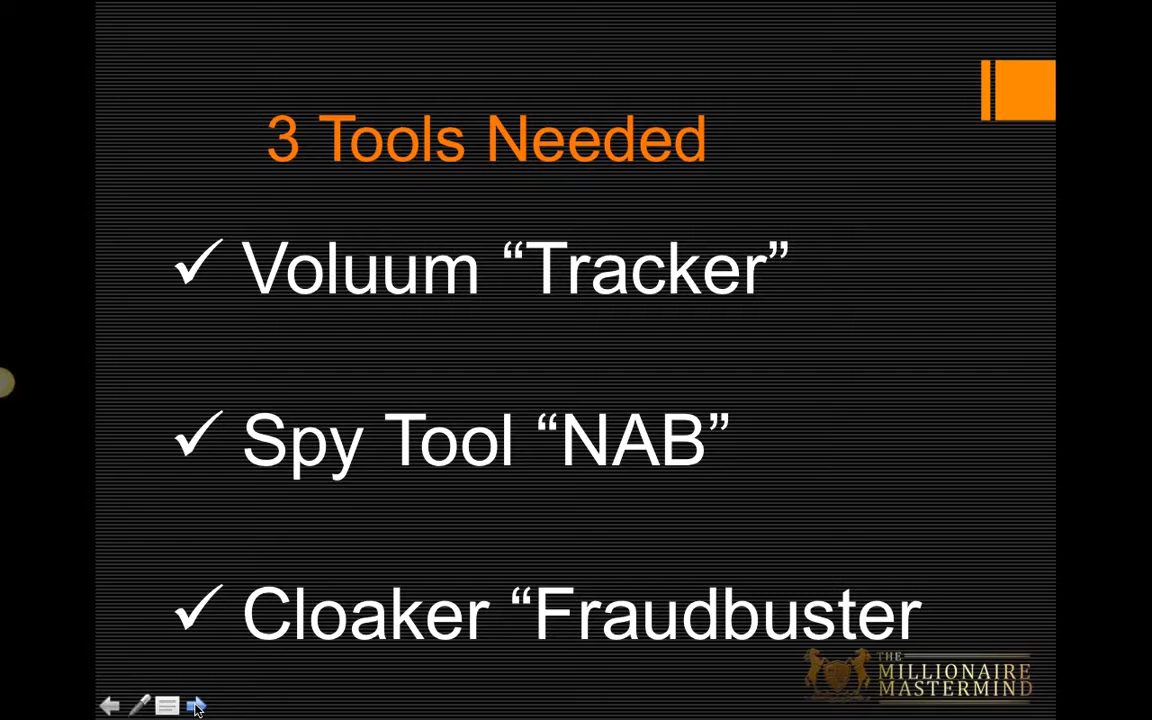 3 Tools Needed
✓ Voluum “Tracker”
✓ Spy Tool “NAB”
✓ Cloaker “Fraudbuster
THE
MILLIONAIRE
MASTERMIND